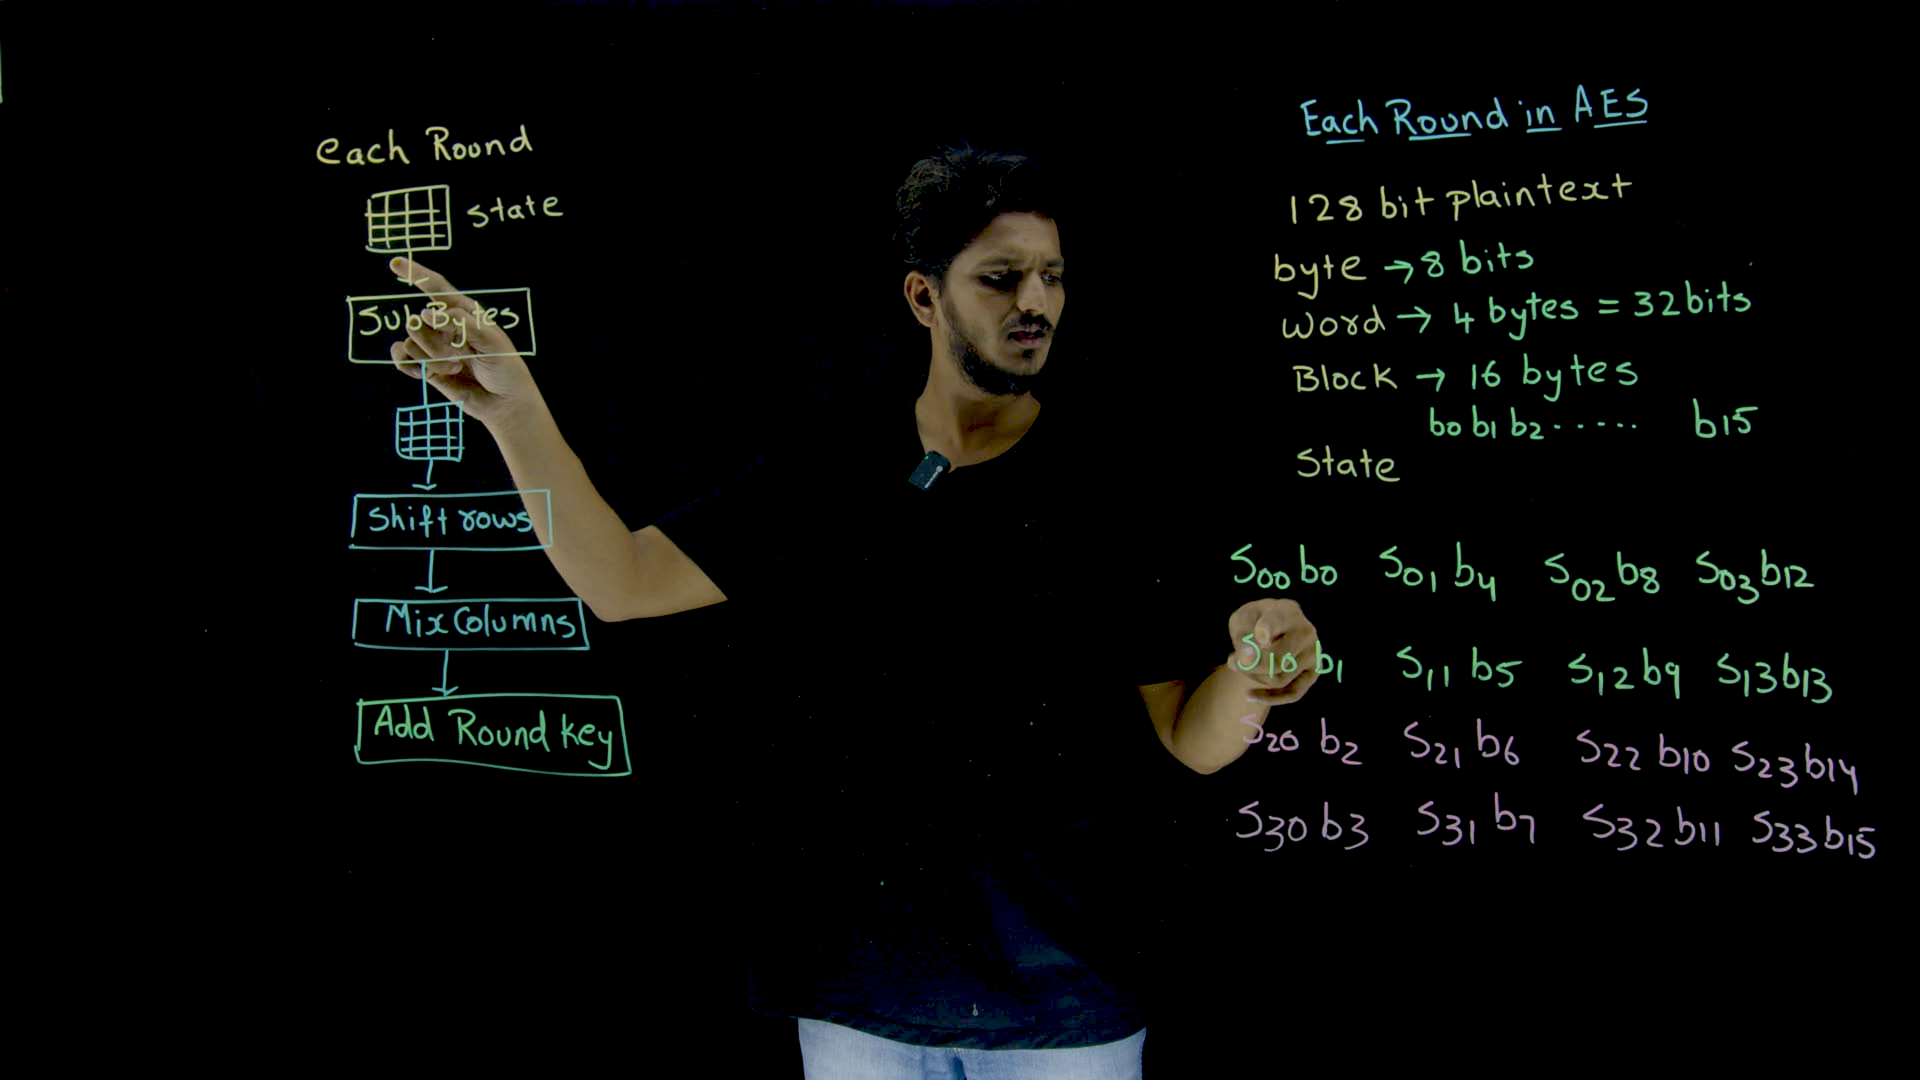 each Round
state
SubBytes
Shift rows
Mix Columns
Add Round key
Each Round in AES
128 bit plaintext
byte → 8 bits
word → 4 bytes = 32bits
Block → 16 bytes
b0 b1 b2 ..... b15
State
S00 b0 S01 b4 S02 b8 S03 b12
S10 b1 S11 b5 S12 b9 S13 b13
S20 b2 S21 b6 S22 b10 S23 b14
S30 b3 S31 b7 S32 b11 S33 b15